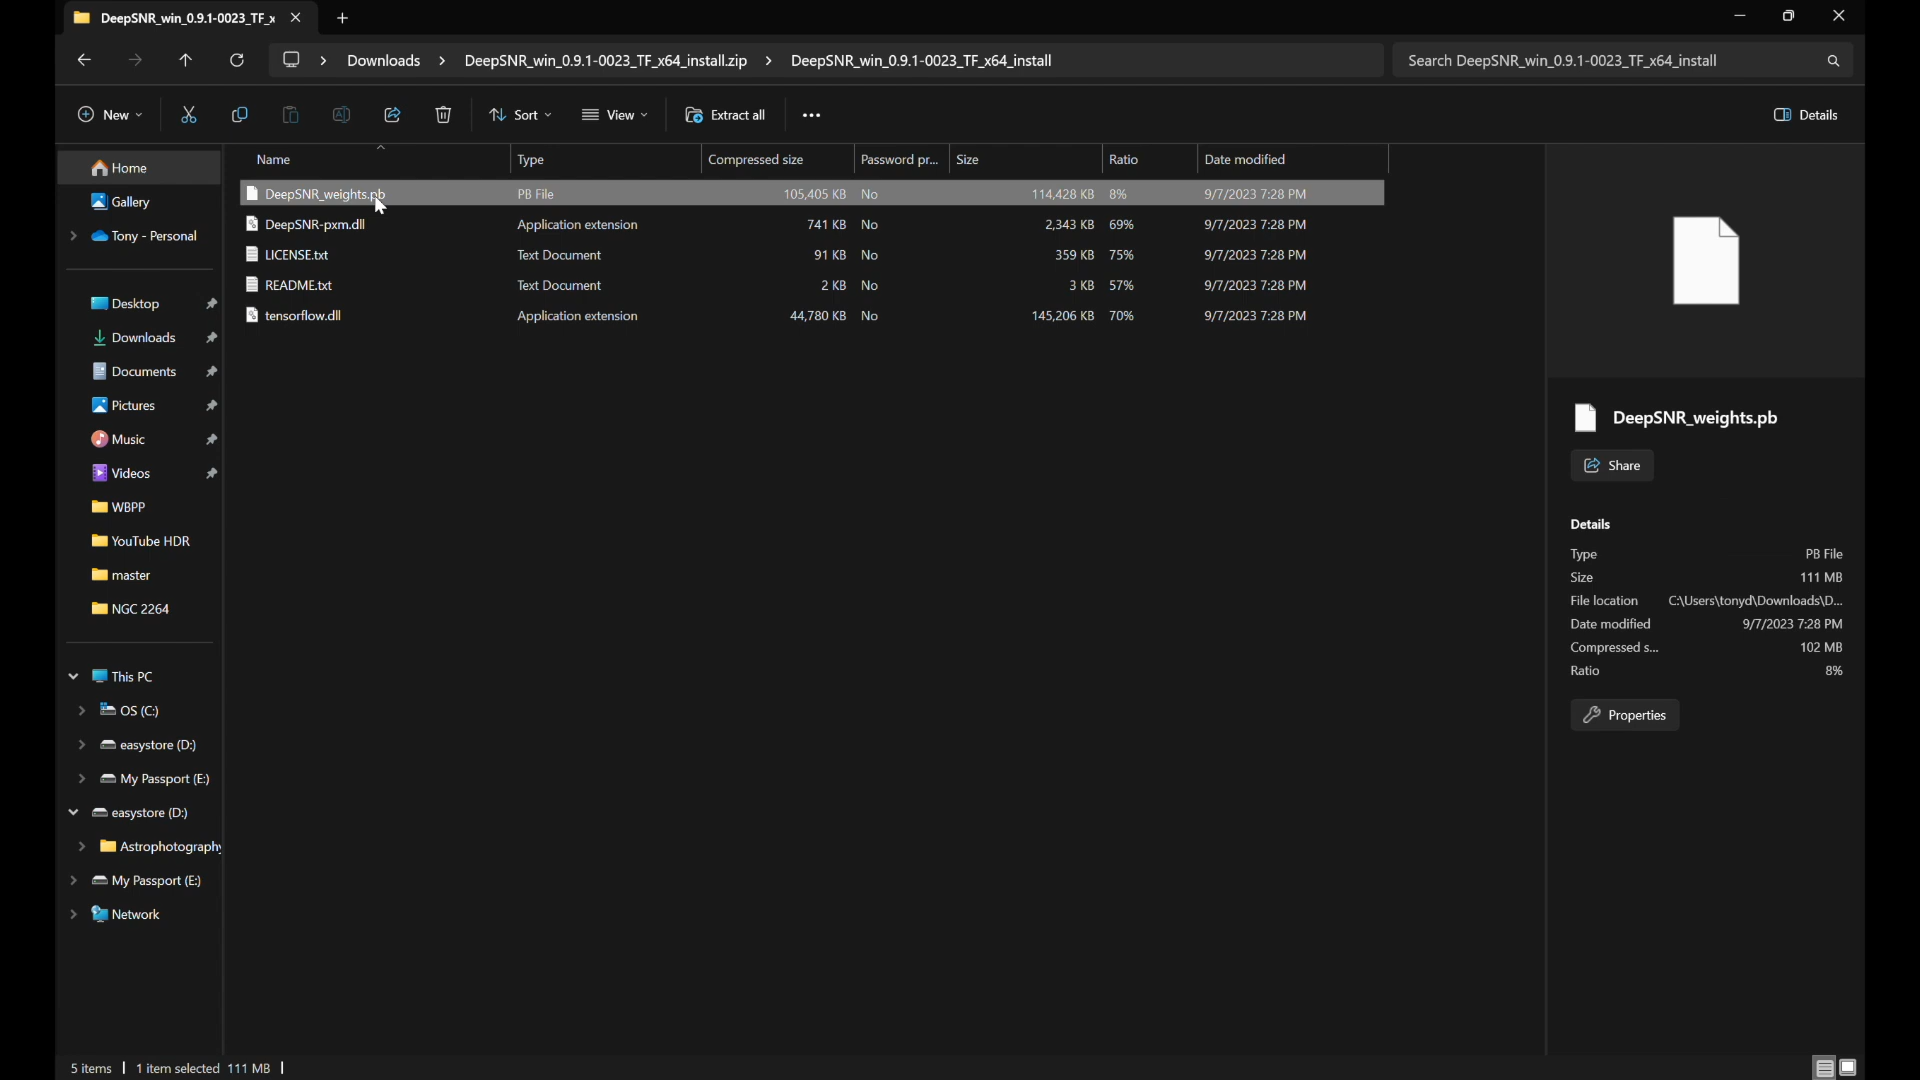 DeepSNR_win_0.9.1-0023_TF_x
Downloads > DeepSNR_win_0.9.1-0023_TF_x64_install.zip > DeepSNR_win_0.9.1-0023_TF_x64_install
Search DeepSNR_win_0.9.1-0023_TF_x64_install
New Sort View Extract all Details
Name Type Compressed size Password pr... Size Ratio Date modified
DeepSNR_weights.pb PB File 105,405 KB No 114,428 KB 8% 9/7/2023 7:28 PM
DeepSNR-pxm.dll Application extension 741 KB No 2,343 KB 69% 9/7/2023 7:28 PM
LICENSE.txt Text Document 91 KB No 359 KB 75% 9/7/2023 7:28 PM
README.txt Text Document 2 KB No 3 KB 57% 9/7/2023 7:28 PM
tensorflow.dll Application extension 44,780 KB No 145,206 KB 70% 9/7/2023 7:28 PM
Home
Gallery
Tony - Personal
Desktop
Downloads
Documents
Pictures
Music
Videos
WBPP
YouTube HDR
master
NGC 2264
This PC
OS (C:)
easystore (D:)
My Passport (E:)
easystore (D:)
Astrophotography
My Passport (E:)
Network
DeepSNR_weights.pb
Share
Details
Type PB File
Size 111 MB
File location C:\Users\tonyd\Downloads\D...
Date modified 9/7/2023 7:28 PM
Compressed s... 102 MB
Ratio 8%
Properties
5 items 1 item selected 111 MB